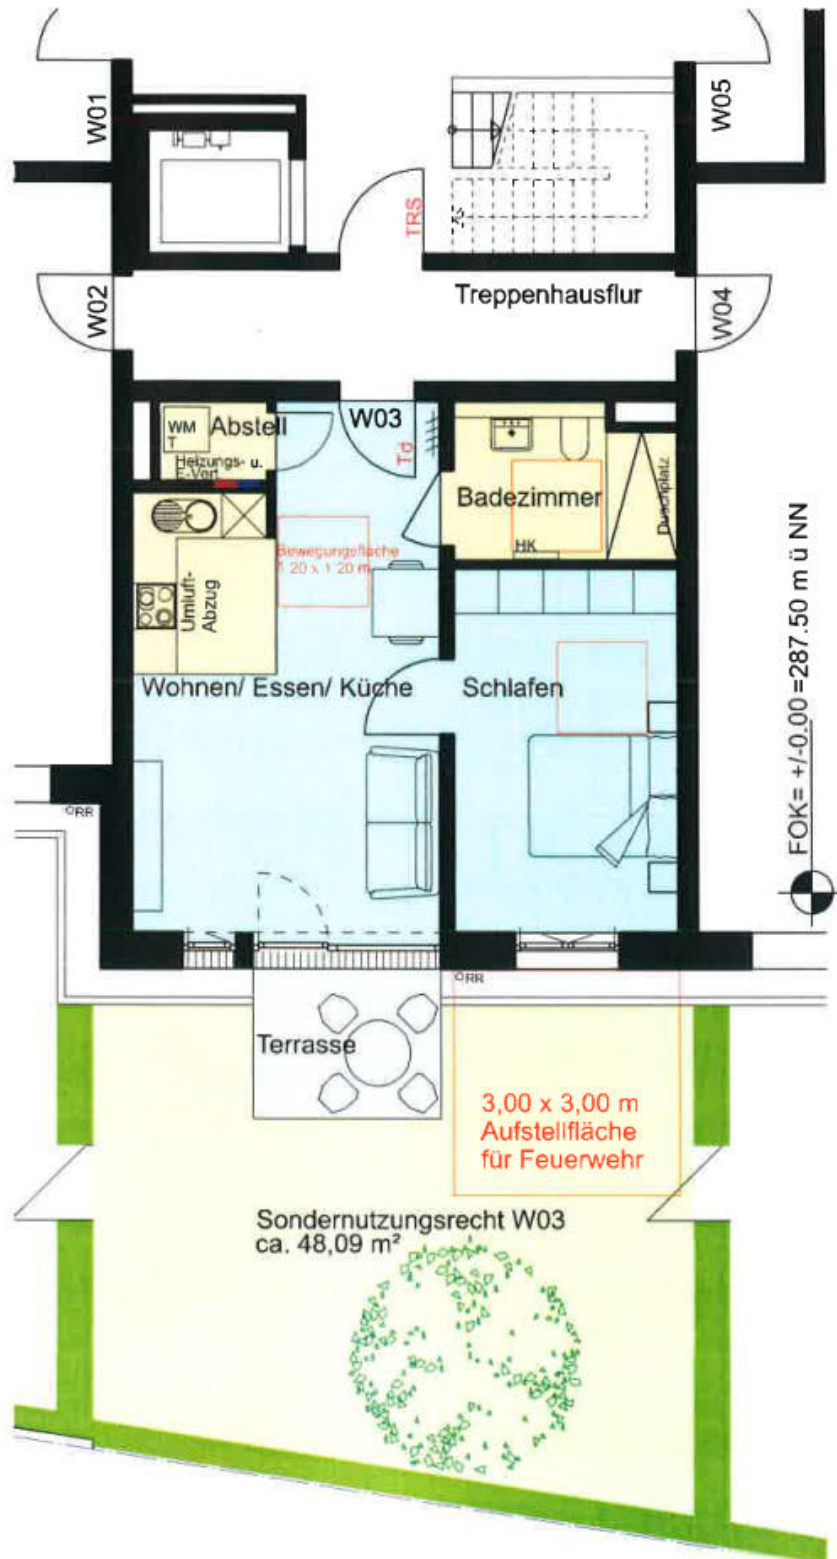 W01
W05
TRS
Treppenhausflur
W02
W04
W03
WM
T
Abstell
Heizungs- u.
E-Vert.
Td
Badezimmer
Duschplatz
HK
Bewegungsfläche
1.20 x 1.20 m
Umluft-
Abzug
Wohnen/ Essen/ Küche
Schlafen
FOK= +/-0.00 =287.50 m ü NN
RR
RR
Terrasse
3,00 x 3,00 m
Aufstellfläche
für Feuerwehr
Sondernutzungsrecht W03
ca. 48,09 m²